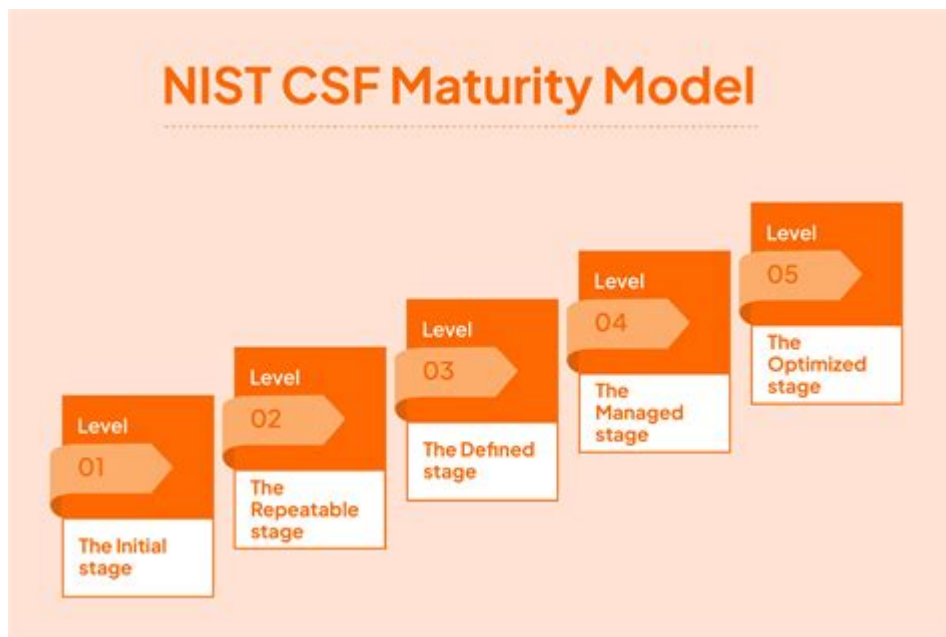 NIST CSF Maturity Model
Level
01
The Initial
stage
Level
02
The
Repeatable
stage
Level
03
The Defined
stage
Level
04
The
Managed
stage
Level
05
The
Optimized
stage